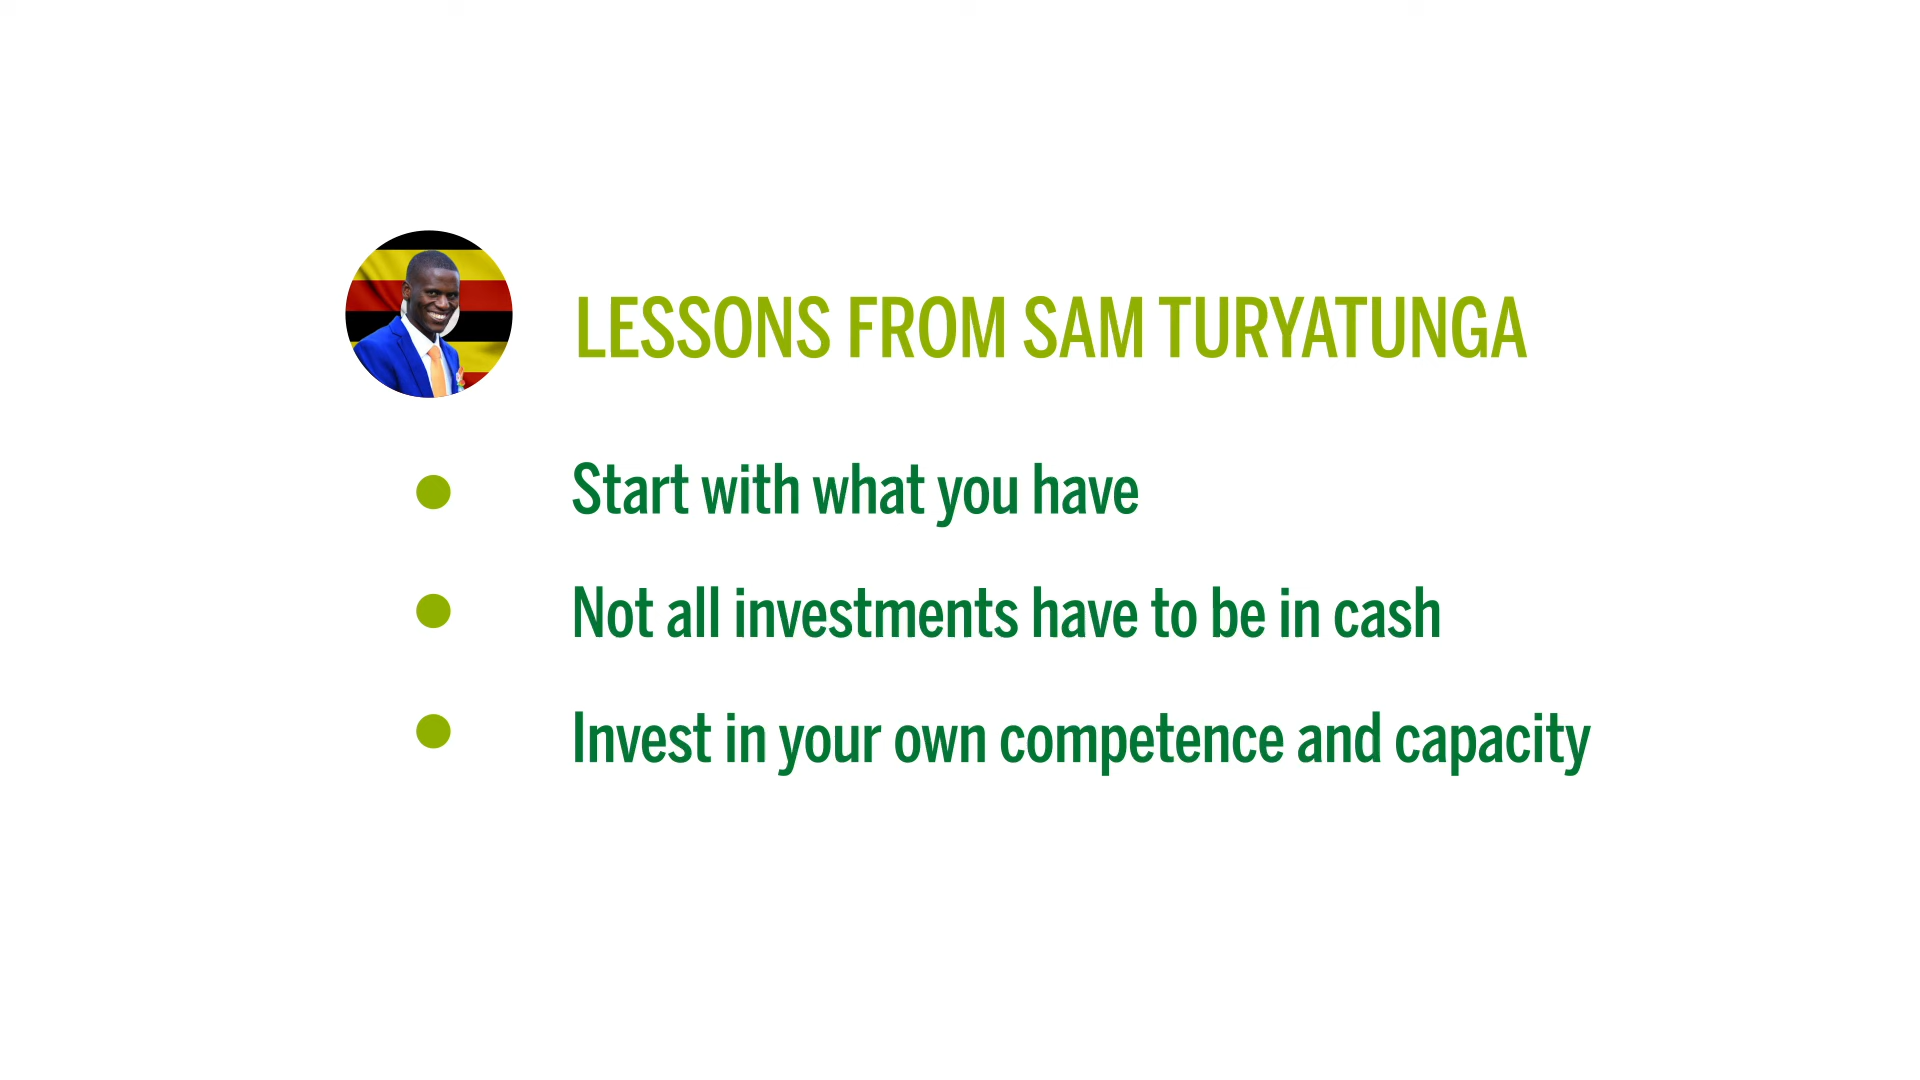 LESSONS FROM SAM TURYATUNGA
Start with what you have
Not all investments have to be in cash
Invest in your own competence and capacity